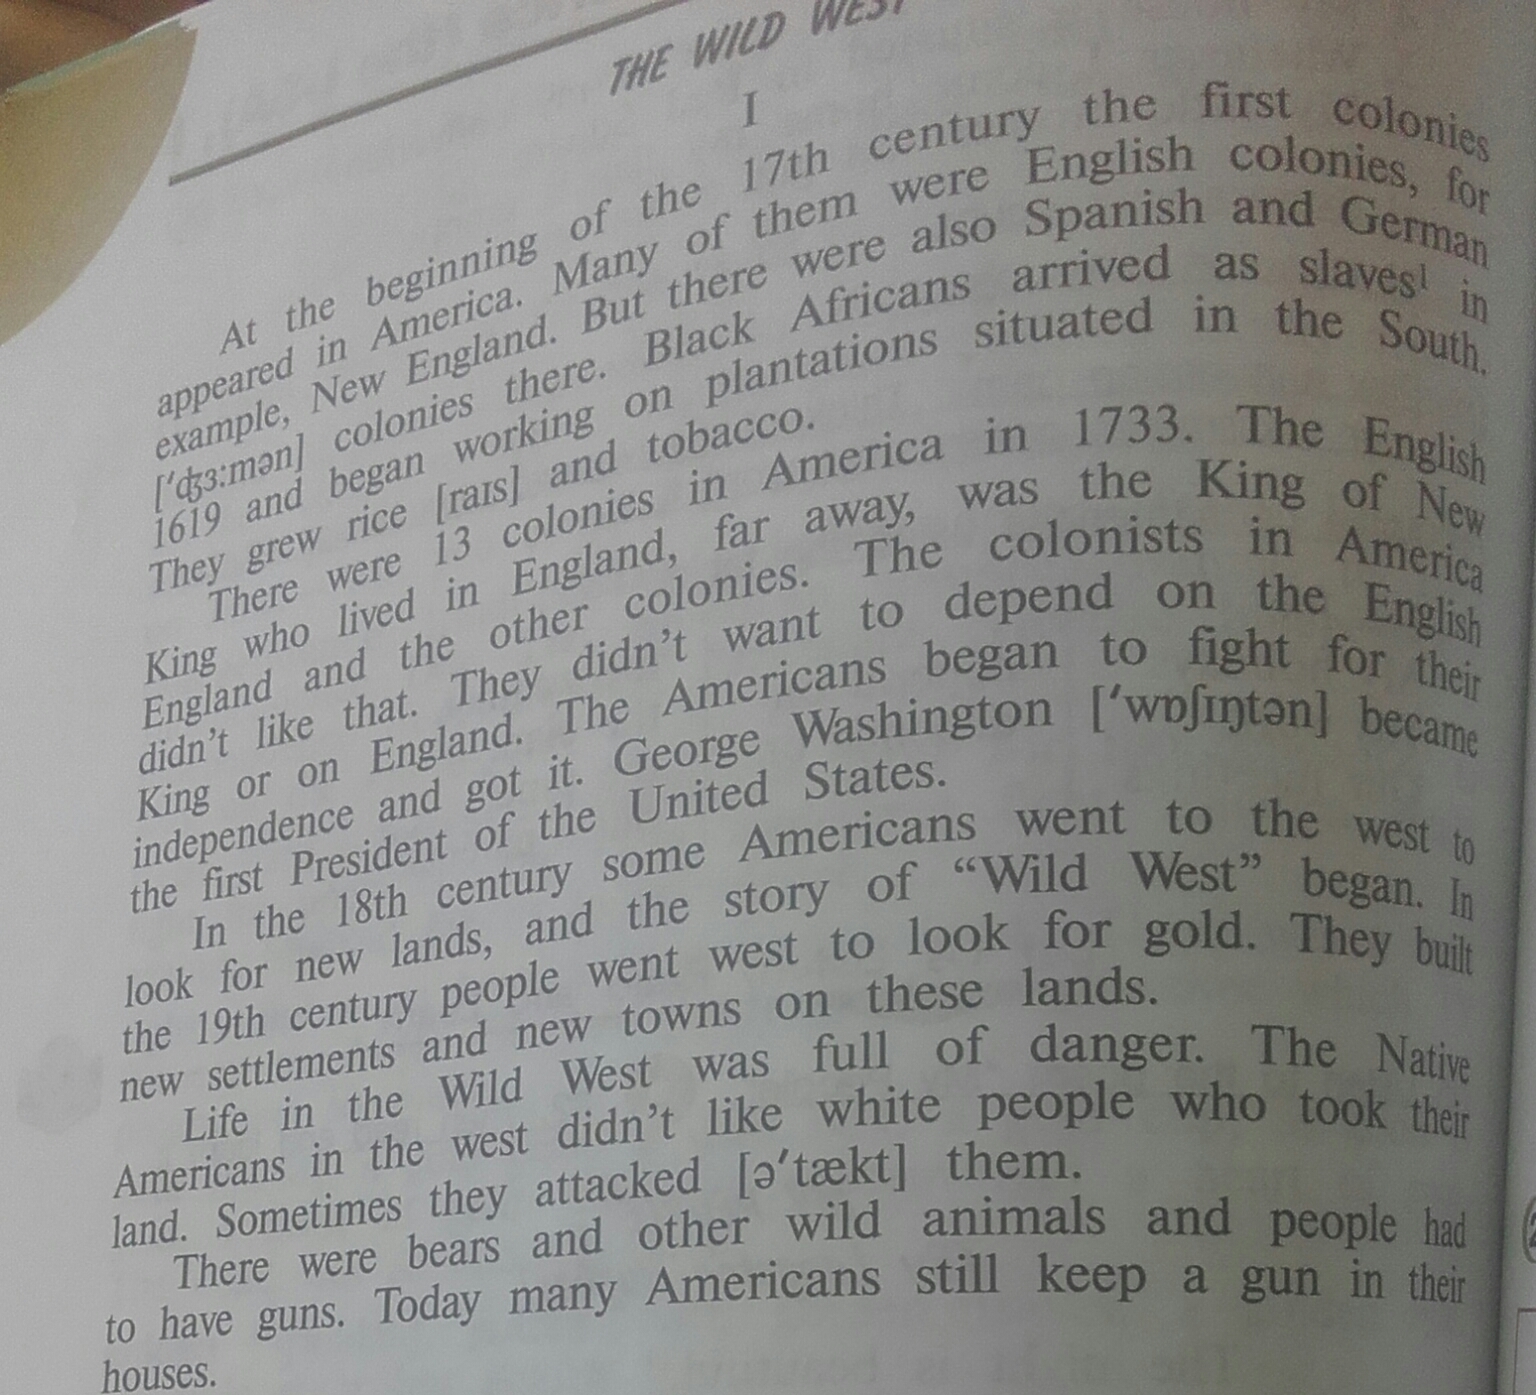 THE WILD WEST
I
At the beginning of the 17th century the first colonies
appeared in America. Many of them were English colonies, for
example, New England. But there were also Spanish and German
[ˈʤɜːmən] colonies there. Black Africans arrived as slaves¹ in
1619 and began working on plantations situated in the South.
They grew rice [raɪs] and tobacco.
There were 13 colonies in America in 1733. The English
King who lived in England, far away, was the King of New
England and the other colonies. The colonists in America
didn't like that. They didn't want to depend on the English
King or on England. The Americans began to fight for their
independence and got it. George Washington [ˈwɒʃɪŋtən] became
the first President of the United States.
In the 18th century some Americans went to the west to
look for new lands, and the story of “Wild West” began. In
the 19th century people went west to look for gold. They built
new settlements and new towns on these lands.
Life in the Wild West was full of danger. The Native
Americans in the west didn't like white people who took their
land. Sometimes they attacked [əˈtækt] them.
There were bears and other wild animals and people had
to have guns. Today many Americans still keep a gun in their
houses.